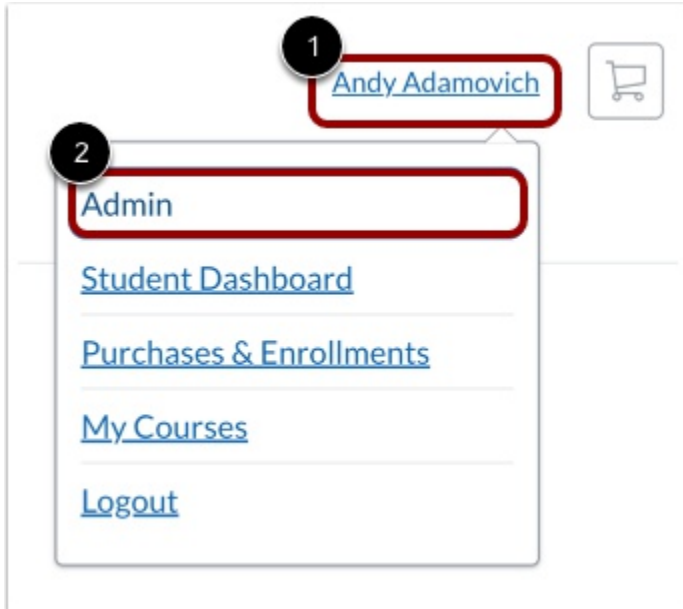 1
Andy Adamovich
2
Admin
Student Dashboard
Purchases & Enrollments
My Courses
Logout